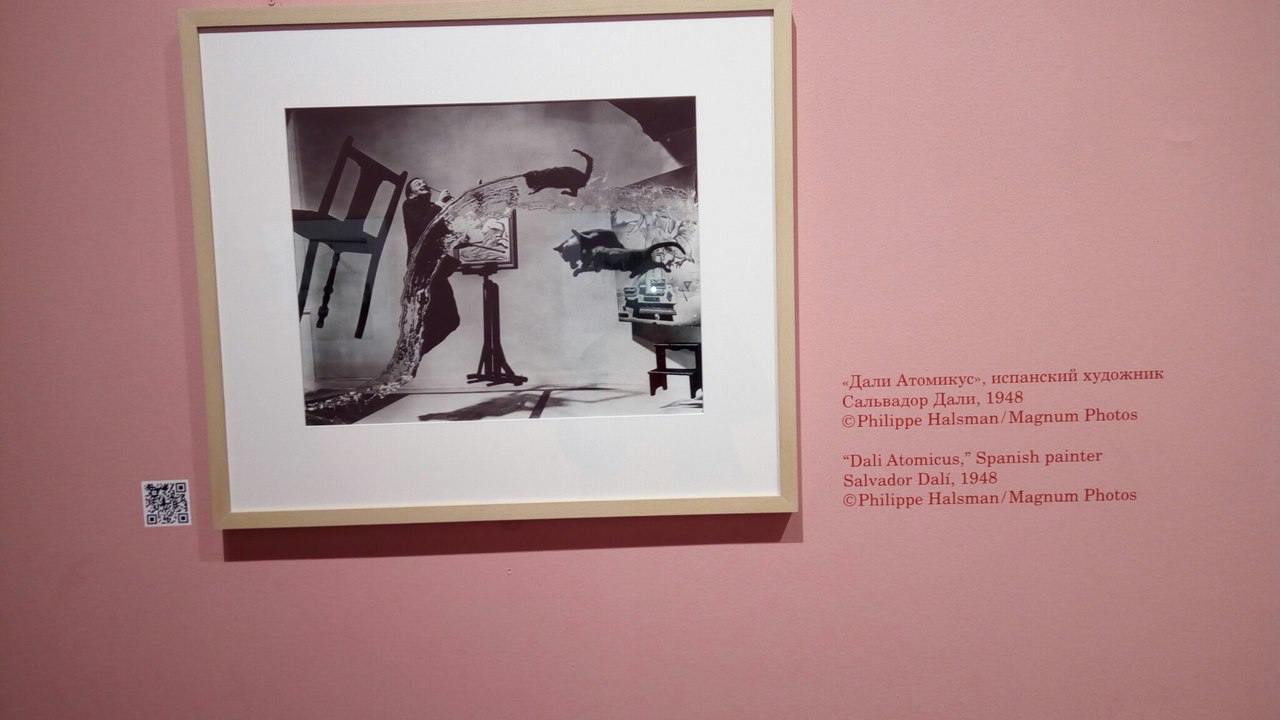 «Дали Атомикус», испанский художник
Сальвадор Дали, 1948
©Philippe Halsman/Magnum Photos
“Dali Atomicus,” Spanish painter
Salvador Dalí, 1948
©Philippe Halsman/Magnum Photos